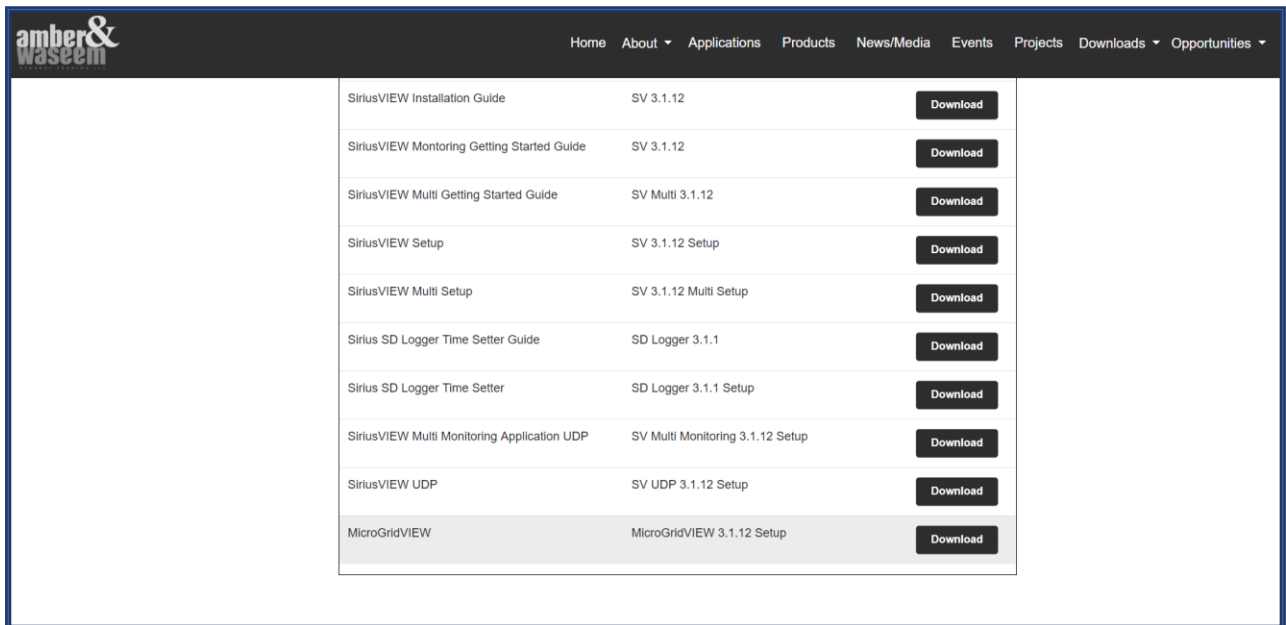 amber&
waseem
GENERAL TRADING LLC
Home About Applications Products News/Media Events Projects Downloads Opportunities
SiriusVIEW Installation Guide SV 3.1.12 Download
SiriusVIEW Montoring Getting Started Guide SV 3.1.12 Download
SiriusVIEW Multi Getting Started Guide SV Multi 3.1.12 Download
SiriusVIEW Setup SV 3.1.12 Setup Download
SiriusVIEW Multi Setup SV 3.1.12 Multi Setup Download
Sirius SD Logger Time Setter Guide SD Logger 3.1.1 Download
Sirius SD Logger Time Setter SD Logger 3.1.1 Setup Download
SiriusVIEW Multi Monitoring Application UDP SV Multi Monitoring 3.1.12 Setup Download
SiriusVIEW UDP SV UDP 3.1.12 Setup Download
MicroGridVIEW MicroGridVIEW 3.1.12 Setup Download